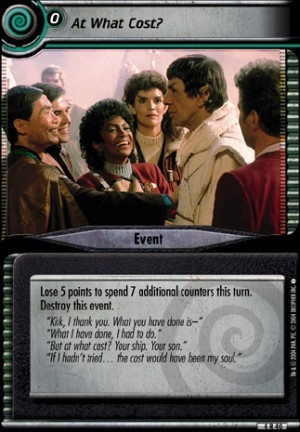 0
At What Cost?
Event
Lose 5 points to spend 7 additional counters this turn.
Destroy this event.
"Kirk, I thank you. What you have done is–"
"What I have done, I had to do."
"But at what cost? Your ship. Your son."
"If I hadn't tried... the cost would have been my soul."
6 R 40